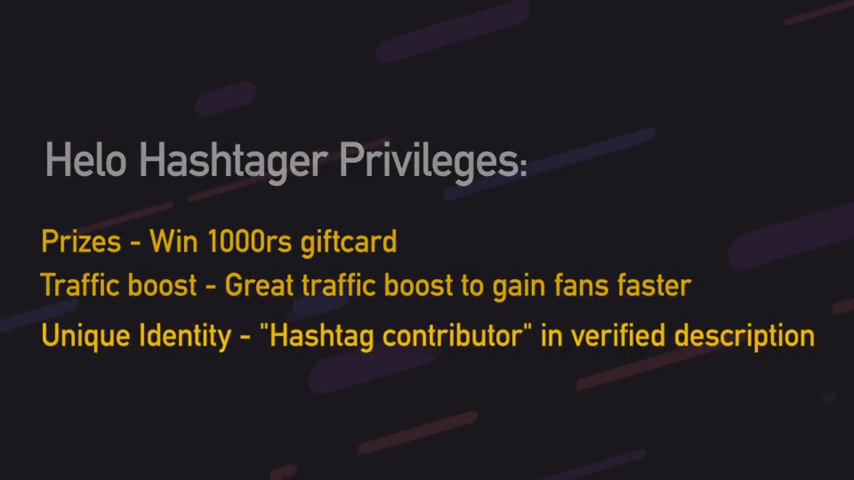 Helo Hashtager Privileges:
Prizes - Win 1000rs giftcard
Traffic boost - Great traffic boost to gain fans faster
Unique Identity - "Hashtag contributor" in verified description